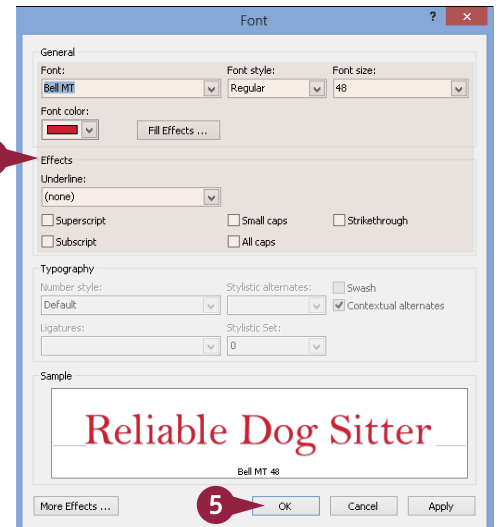 Font
? ×
General
Font: Font style: Font size:
Bell MT Regular 48
Font color:
Fill Effects ...
Effects
Underline:
(none)
Superscript Small caps Strikethrough
Subscript All caps
Typography
Number style: Stylistic alternates: Swash
Default Contextual alternates
Ligatures: Stylistic Set:
0
Sample
Reliable Dog Sitter
Bell MT 48
More Effects ... 5 OK Cancel Apply